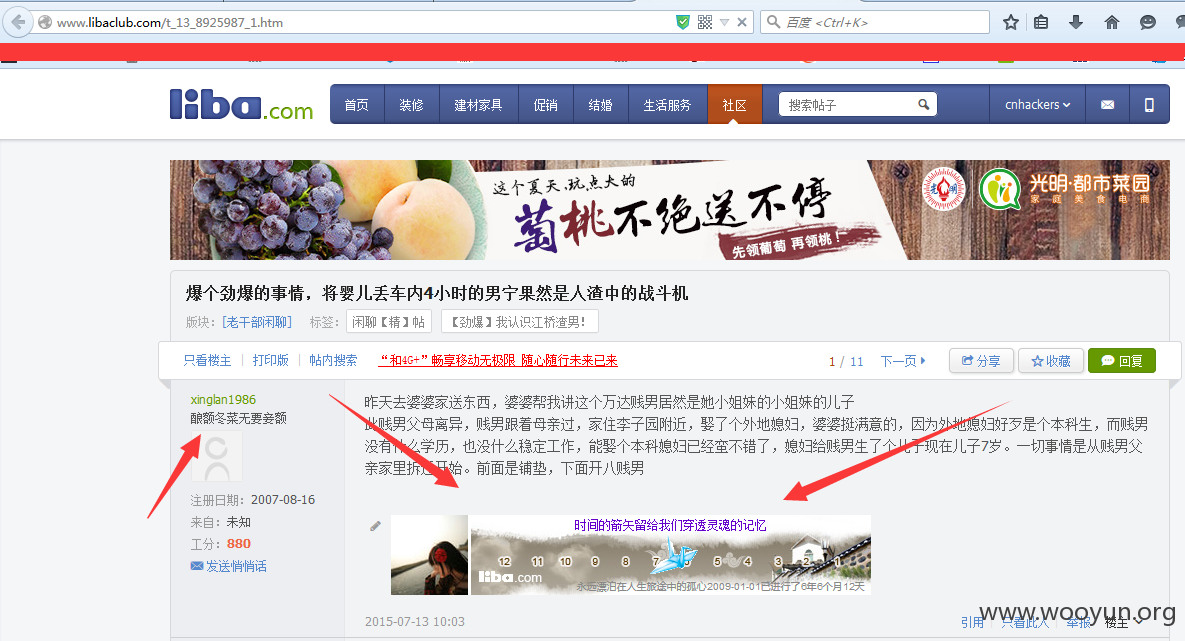 www.libaclub.com/t_13_8925987_1.htm
百度 <Ctrl+K>
liba.com
首页 装修 建材家具 促销 结婚 生活服务 社区 搜索帖子 cnhackers
这个夏天,玩点大的
萄桃不绝送不停
先领葡萄 再领桃!
光明·都市菜园
家庭美食电商
爆个劲爆的事情，将婴儿丢车内4小时的男宁果然是人渣中的战斗机
版块: [老干部闲聊] 标签: 闲聊【精】帖 【劲爆】我认识江桥渣男!
只看楼主 打印版 帖内搜索 “和4G+”畅享移动无极限 随心随行未来已来 1 / 11 下一页 分享 收藏 回复
xinglan1986
酿额冬菜无要妾额
昨天去婆婆家送东西，婆婆帮我讲这个万达贱男居然是她小姐妹的小姐妹的儿子
此贱男父母离异，贱男跟着母亲过，家住李子园附近，娶了个外地媳妇，婆婆挺满意的，因为外地媳妇好歹是个本科生，而贱男
没有什么学历，也没什么稳定工作，能娶个本科媳妇已经蛮不错了，媳妇给贱男生了个儿子现在儿子7岁。一切事情是从贱男父
亲家里拆迁开始。前面是铺垫，下面开八贱男
注册日期: 2007-08-16
来自: 未知
工分: 880
发送悄悄话
时间的箭矢留给我们穿透灵魂的记忆
12 11 10 9 8 7 5 4 3 2 1
liba.com
永远漂泊在人生旅途中的孤心2009-01-01已进行了6年6个月12天
2015-07-13 10:03
引用 只看此人 举报 楼主
www.wooyun.org